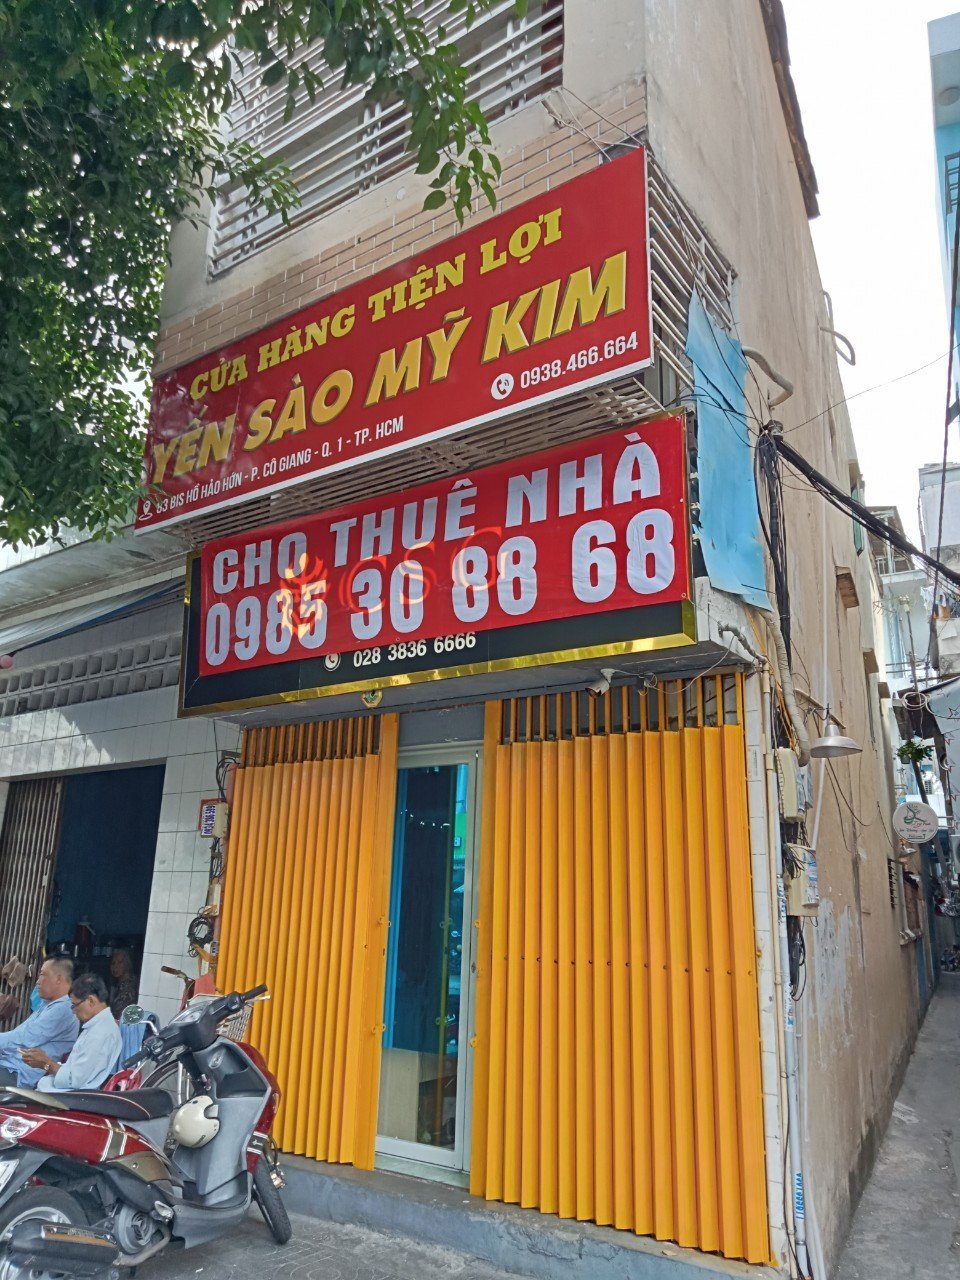 CỬA HÀNG TIỆN LỢI
YẾN SÀO MỸ KIM
0938.466.664
83 BIS HỒ HẢO HỚN - P. CÔ GIANG - Q. 1 - TP. HCM
CHO THUÊ NHÀ
0985 30 88 68
CSG
028 3836 6666